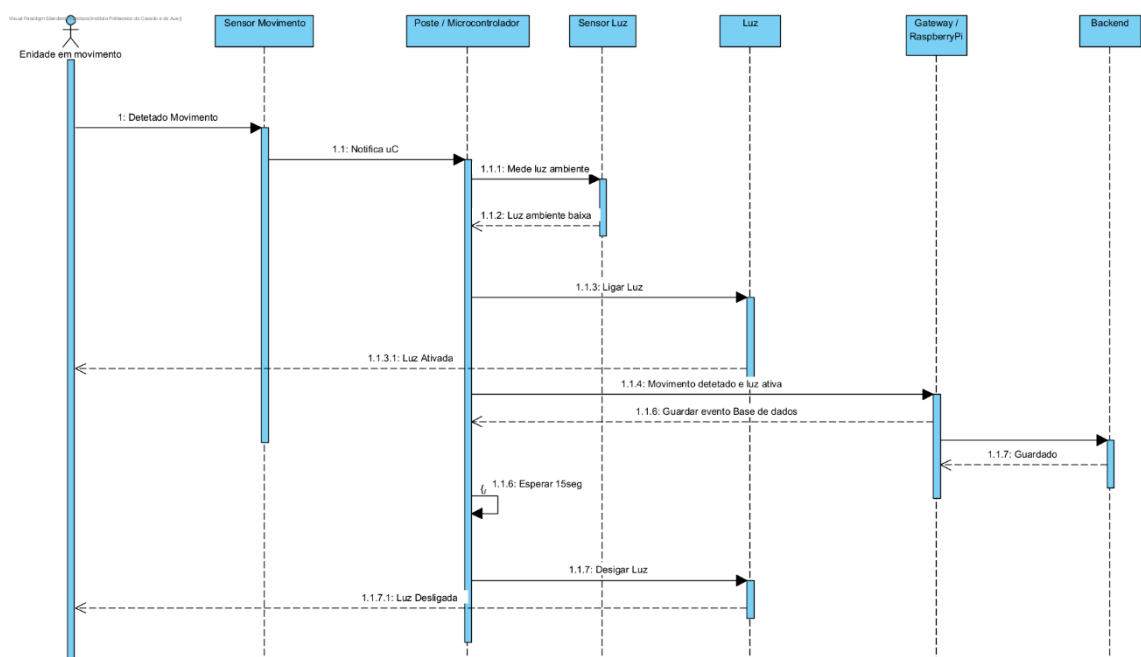 Sensor Movimento
Poste / Microcontrolador
Sensor Luz
Luz
Gateway /
RaspberryPi
Backend
Enidade em movimento
1: Detetado Movimento
1.1: Notifica uC
1.1.1: Mede luz ambiente
1.1.2: Luz ambiente baixa
1.1.3: Ligar Luz
1.1.3.1: Luz Ativada
1.1.4: Movimento detetado e luz ativa
1.1.6: Guardar evento Base de dados
1.1.7: Guardado
1.1.6: Esperar 15seg
1.1.7: Desigar Luz
1.1.7.1: Luz Desligada